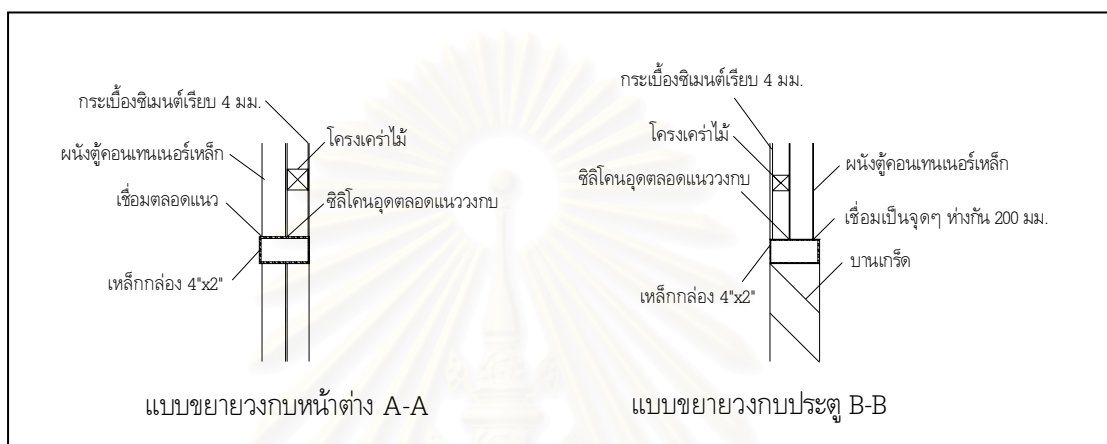 กระเบื้องซิเมนต์เรียบ 4 มม.
โครงเคร่าไม้
ผนังตู้คอนเทนเนอร์เหล็ก
เชื่อมตลอดแนว
ซิลิโคนอุดตลอดแนววงกบ
เหล็กกล่อง 4"x2"
แบบขยายวงกบหน้าต่าง A-A
กระเบื้องซิเมนต์เรียบ 4 มม.
โครงเคร่าไม้
ผนังตู้คอนเทนเนอร์เหล็ก
ซิลิโคนอุดตลอดแนววงกบ
เชื่อมเป็นจุดๆ ห่างกัน 200 มม.
บานเกร็ด
เหล็กกล่อง 4"x2"
แบบขยายวงกบประตู B-B